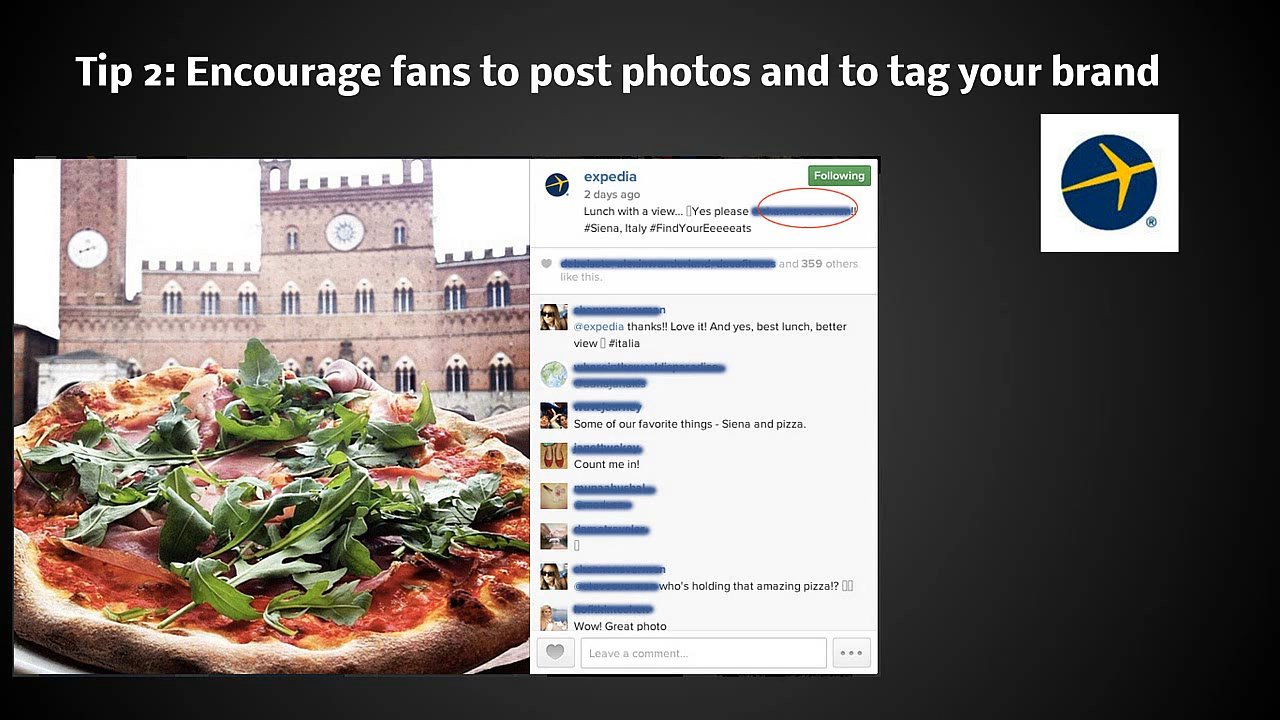 Tip 2: Encourage fans to post photos and to tag your brand
expedia
Following
2 days ago
Lunch with a view... Yes please !!
#Siena, Italy #FindYourEeeeeats
and 359 others
like this.
@expedia thanks!! Love it! And yes, best lunch, better
view #italia
Some of our favorite things - Siena and pizza.
Count me in!
who's holding that amazing pizza!?
Wow! Great photo
Leave a comment...
®